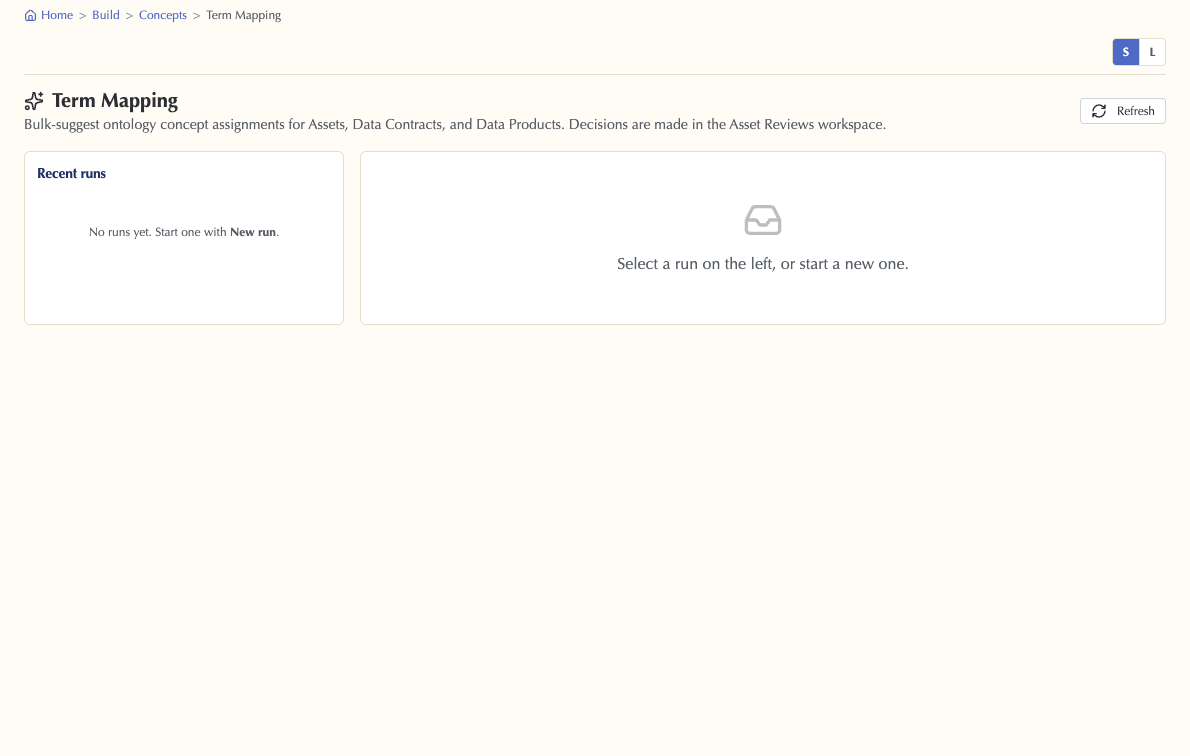 Home > Build > Concepts > Term Mapping
S L
Term Mapping
Refresh
Bulk-suggest ontology concept assignments for Assets, Data Contracts, and Data Products. Decisions are made in the Asset Reviews workspace.
Recent runs
No runs yet. Start one with New run.
Select a run on the left, or start a new one.